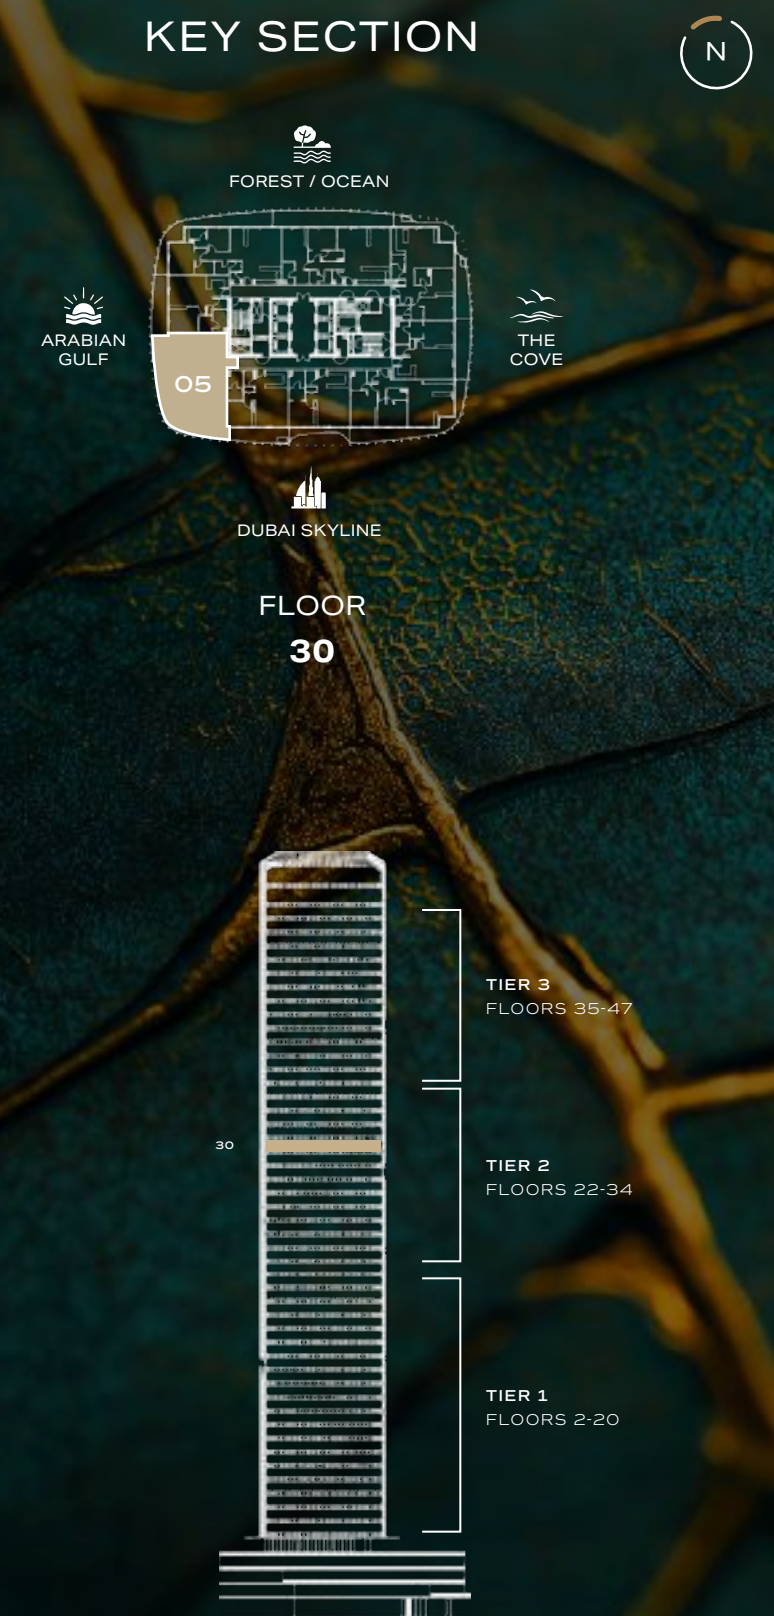 KEY SECTION
N
FOREST / OCEAN
ARABIAN
GULF
THE
COVE
05
DUBAI SKYLINE
FLOOR
30
TIER 3
FLOORS 35-47
30
TIER 2
FLOORS 22-34
TIER 1
FLOORS 2-20